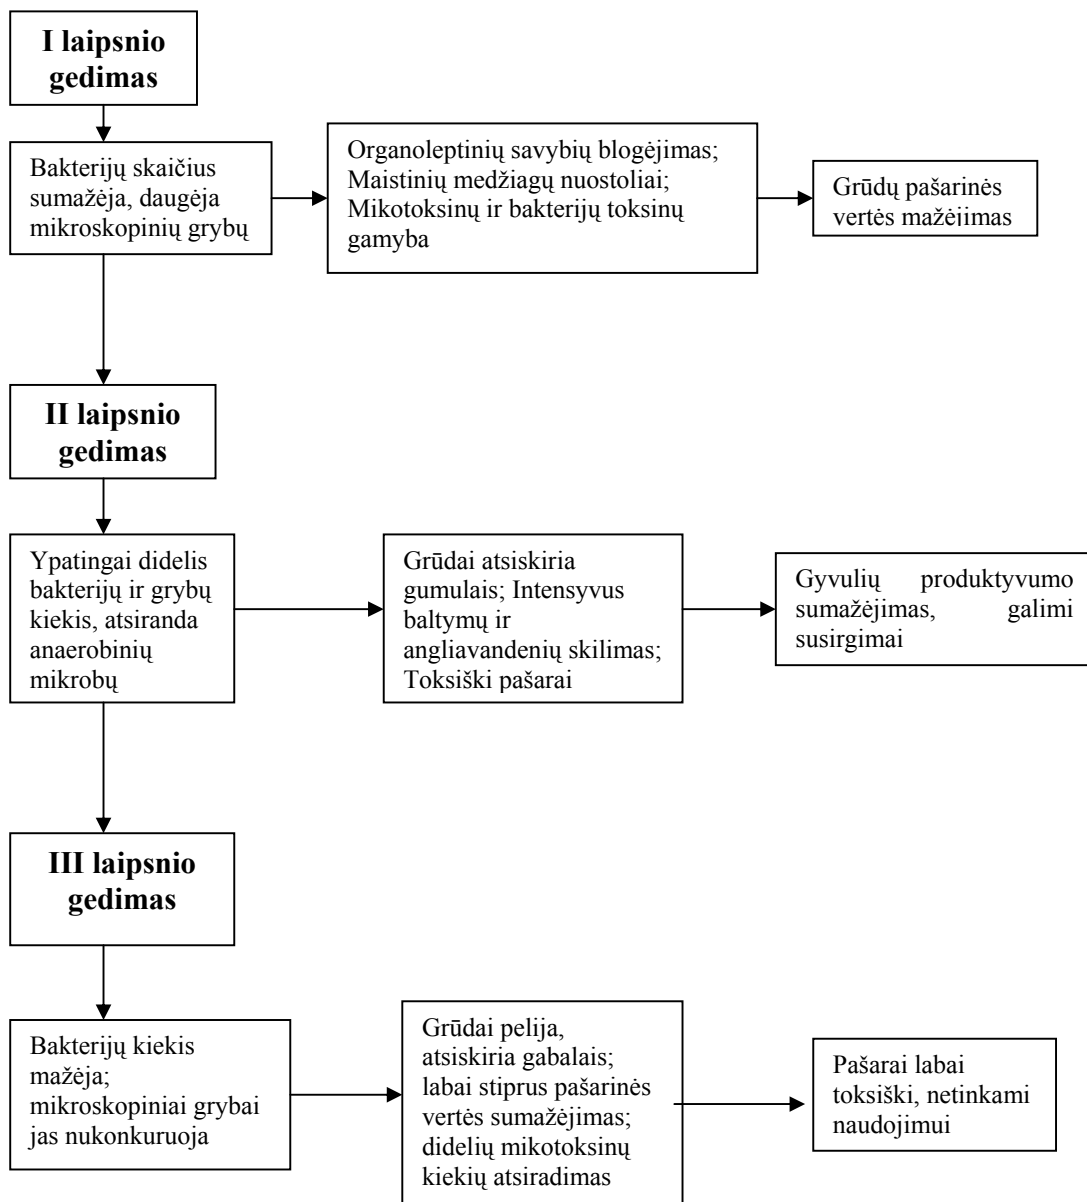 I laipsnio
gedimas
Bakterijų skaičius
sumažėja, daugėja
mikroskopinių grybų
Organoleptinių savybių blogėjimas;
Maistinių medžiagų nuostoliai;
Mikotoksinų ir bakterijų toksinų
gamyba
Grūdų pašarinės
vertės mažėjimas
II laipsnio
gedimas
Ypatingai didelis
bakterijų ir grybų
kiekis, atsiranda
anaerobinių
mikrobų
Grūdai atsiskiria
gumulais; Intensyvus
baltymų ir
angliavandenių skilimas;
Toksiški pašarai
Gyvulių produktyvumo
sumažėjimas, galimi
susirgimai
III laipsnio
gedimas
Bakterijų kiekis
mažėja;
mikroskopiniai grybai
jas nukonkuruoja
Grūdai pelija,
atsiskiria gabalais;
labai stiprus pašarinės
vertės sumažėjimas;
didelių mikotoksinų
kiekių atsiradimas
Pašarai labai
toksiški, netinkami
naudojimui